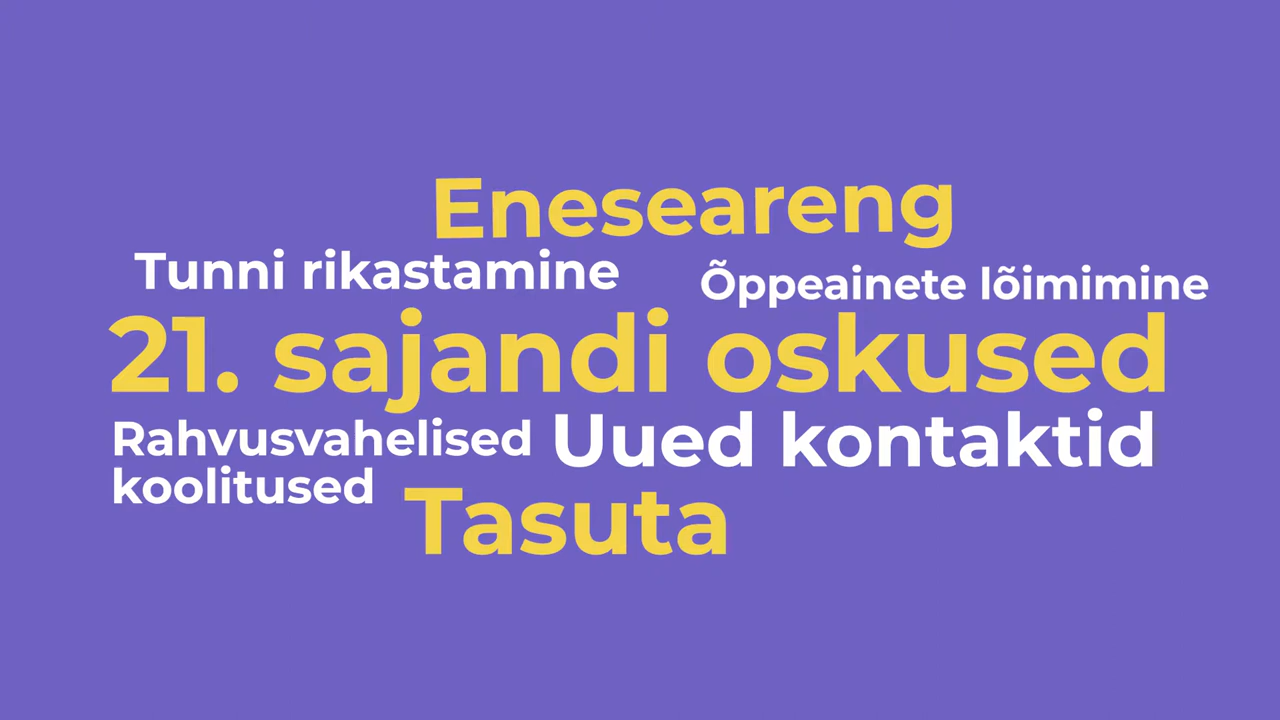 Eneseareng
Tunni rikastamine
Õppeainete lõimimine
21. sajandi oskused
Rahvusvahelised
koolitused
Uued kontaktid
Tasuta